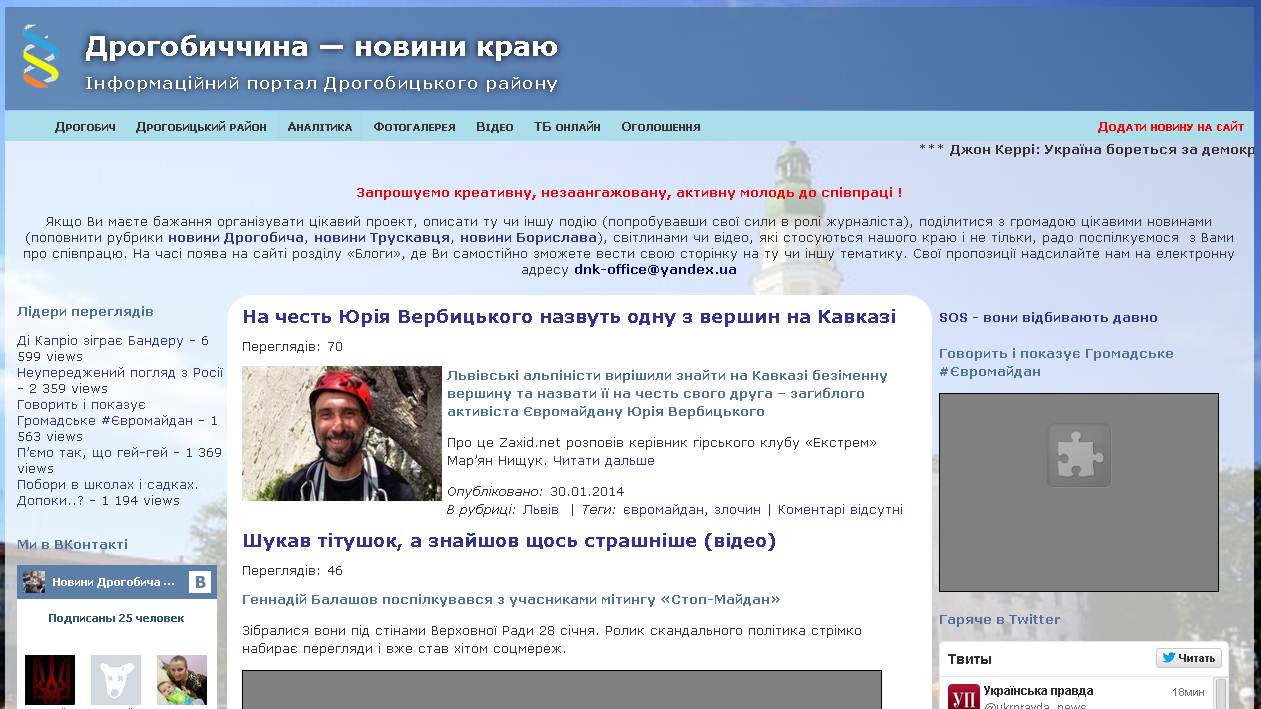 Дрогобиччина — новини краю
Інформаційний портал Дрогобицького району
Дрогобич Дрогобицький район Аналітика Фотогалерея Відео ТБ онлайн Оголошення Додати новину на сайт
*** Джон Керрі: Україна бореться за демокр
Запрошуємо креативну, незаангажовану, активну молодь до співпраці !
Якщо Ви маєте бажання організувати цікавий проект, описати ту чи іншу подію (попробувавши свої сили в ролі журналіста), поділитися з громадою цікавими новинами
(поповнити рубрики новини Дрогобича, новини Трускавця, новини Борислава), світлинами чи відео, які стосуються нашого краю і не тільки, радо поспілкуємося з Вами
про співпрацю. На часі поява на сайті розділу «Блоги», де Ви самостійно зможете вести свою сторінку на ту чи іншу тематику. Свої пропозиції надсилайте нам на електронну
адресу dnk-office@yandex.ua
Лідери переглядів
Ді Капріо зіграє Бандеру - 6
599 views
Неупереджений погляд з Росії
- 2 359 views
Говорить і показує
Громадське #Євромайдан - 1
563 views
П'ємо так, що гей-гей - 1 369
views
Побори в школах і садках.
Допоки..? - 1 194 views
Ми в ВКонтакті
Новини Дрогобича ...
B
Подписаны 25 человек
На честь Юрія Вербицького назвуть одну з вершин на Кавказі
Переглядів: 70
Львівські альпіністи вирішили знайти на Кавказі безіменну
вершину та назвати її на честь свого друга – загиблого
активіста Євромайдану Юрія Вербицького
Про це Zaxid.net розповів керівник гірського клубу «Екстрем»
Мар'ян Нищук. Читати дальше
Опубліковано: 30.01.2014
В рубриці: Львів | Теги: євромайдан, злочин | Коментарі відсутні
Шукав тітушок, а знайшов щось страшніше (відео)
Переглядів: 46
Геннадій Балашов поспілкувався з учасниками мітингу «Стоп-Майдан»
Зібралися вони під стінами Верховної Ради 28 січня. Ролик скандального політика стрімко
набирає перегляди і вже став хітом соцмереж.
SOS - вони відбивають давно
Говорить і показує Громадське
#Євромайдан
Гаряче в Twitter
Твиты Читать
УП Українська правда 18мин
@ukrpravda_news